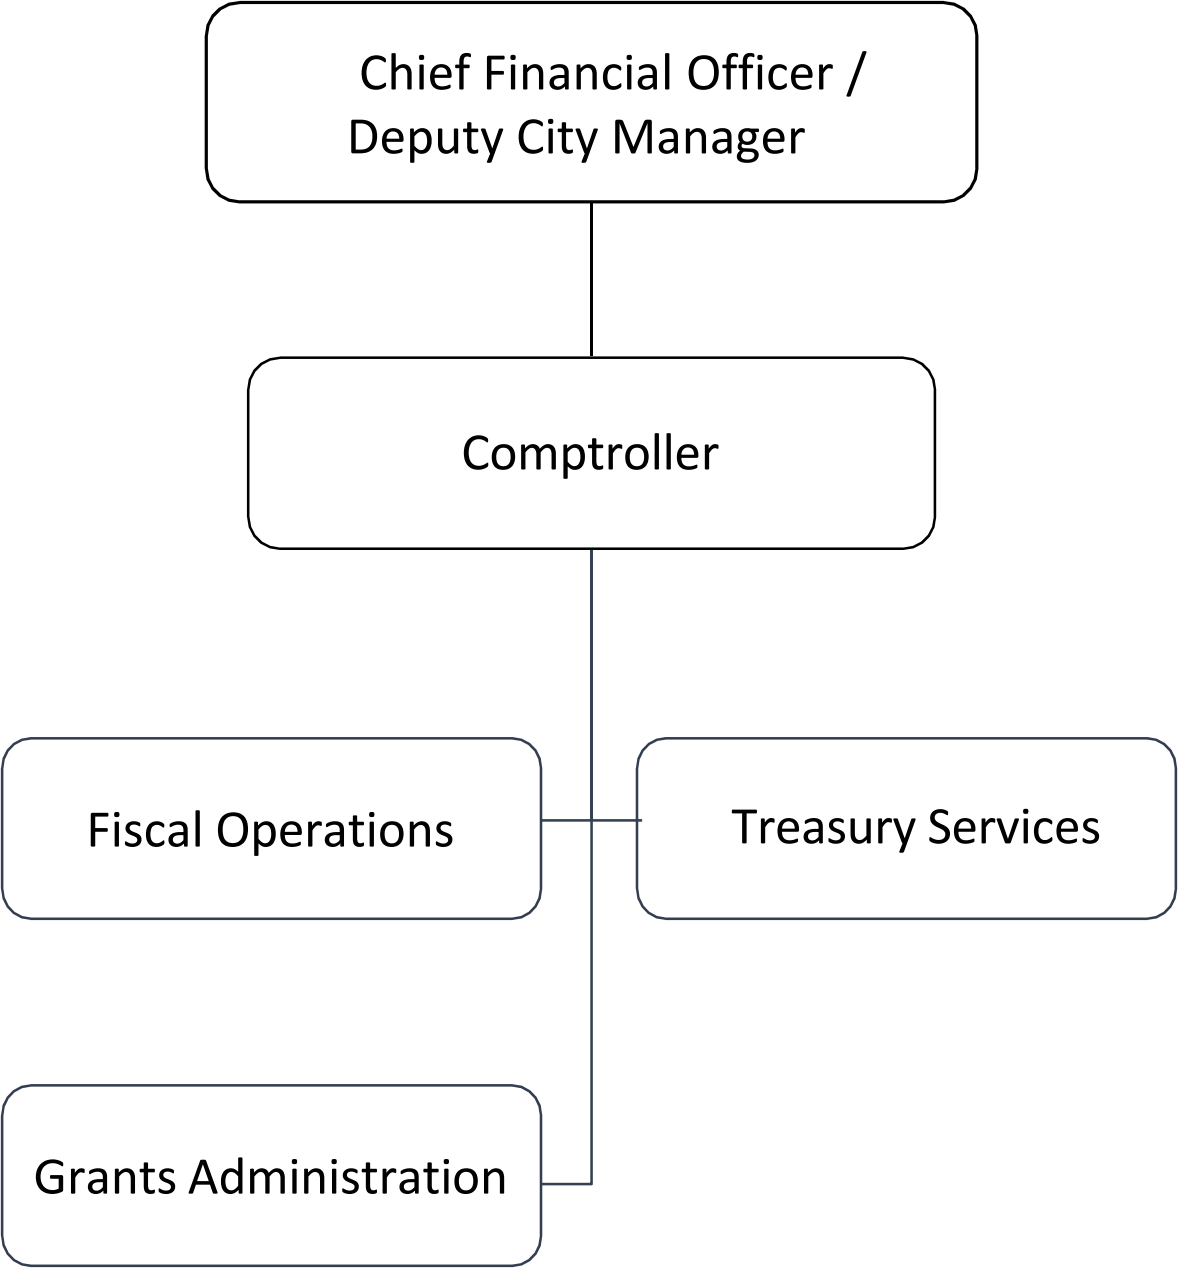 Chief Financial Officer /
Deputy City Manager
Comptroller
Fiscal Operations
Treasury Services
Grants Administration